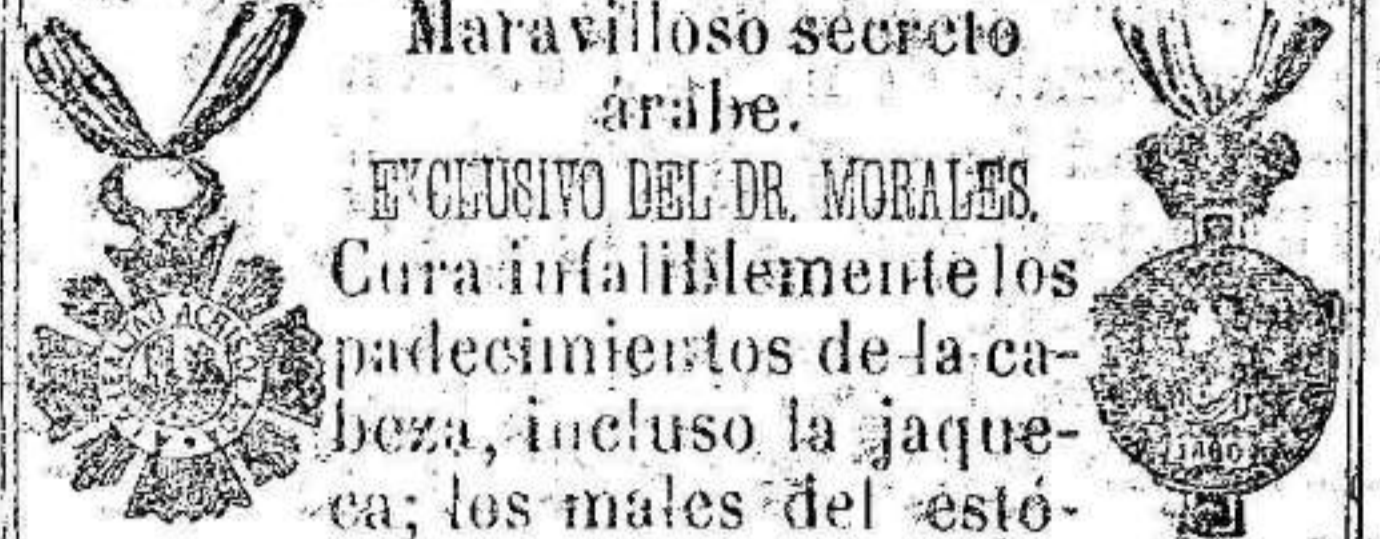 Maravilloso secreto
árabe.
EXCLUSIVO DEL DR. MORALES.
Cura infaliblemente los
padecimientos de la ca-
beza, incluso la jaque-
ca; los males del estó-